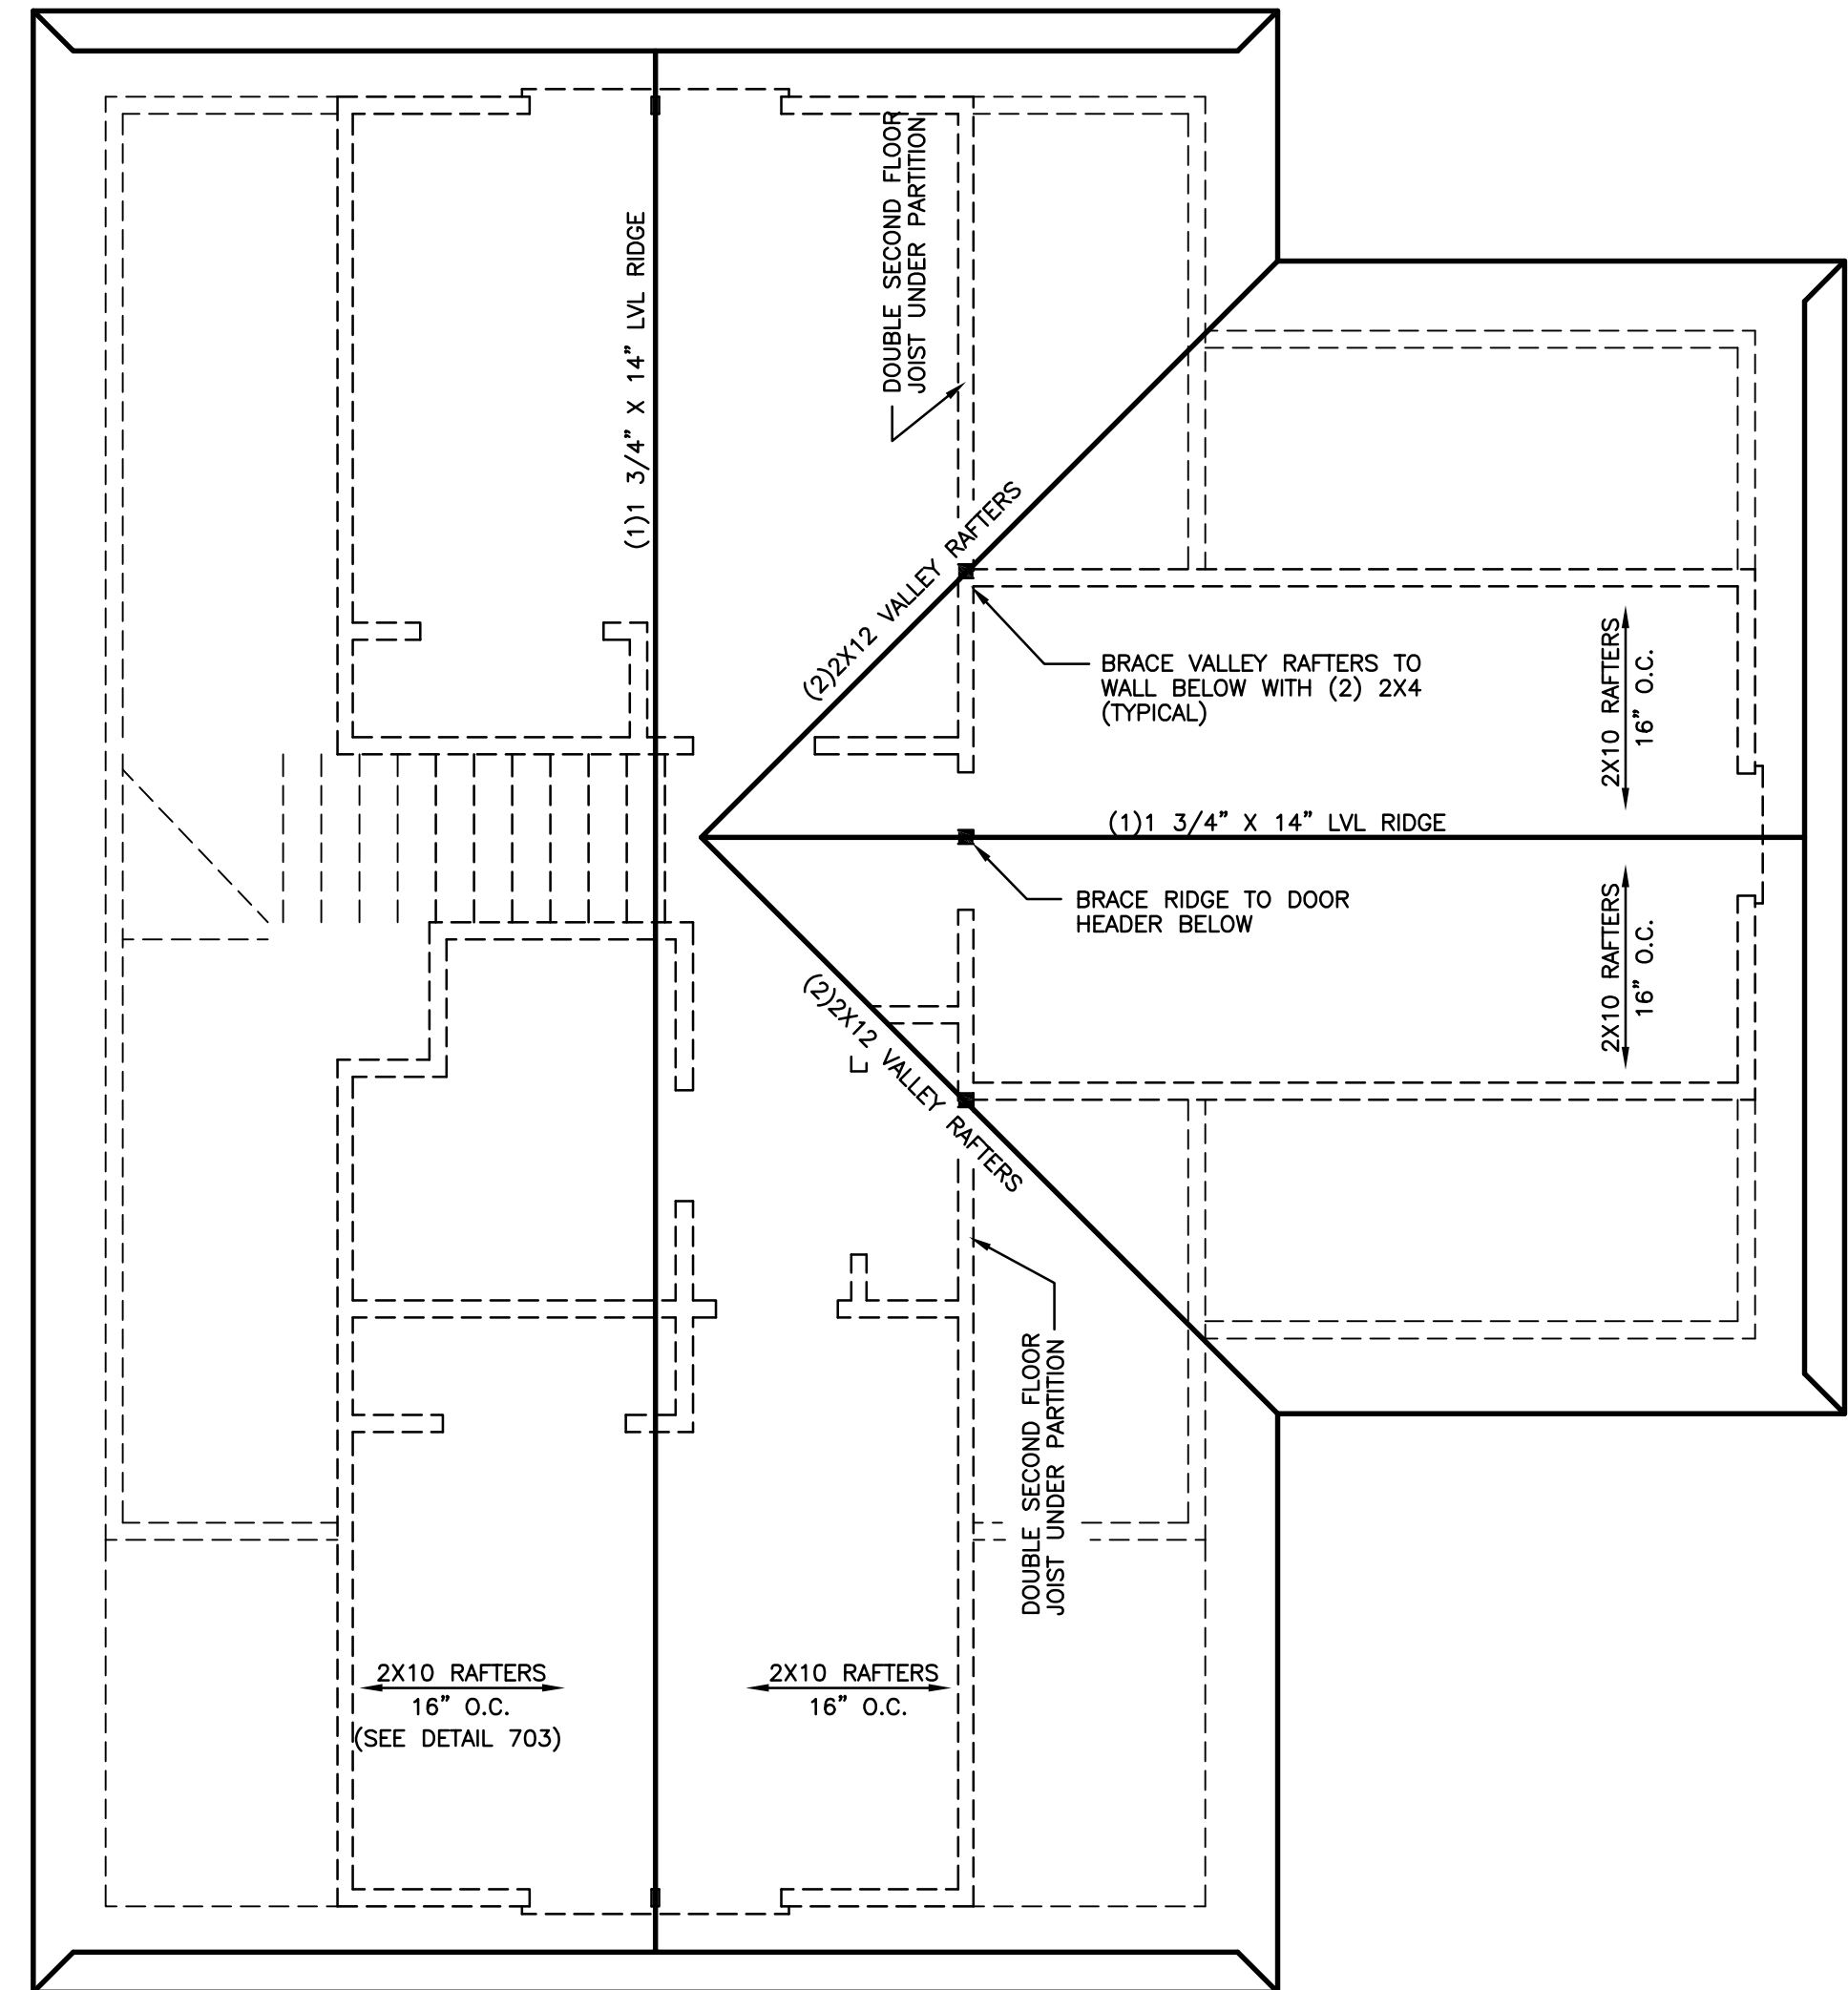 DOUBLE SECOND FLOOR
JOIST UNDER PARTITION
(1)1 3/4" X 14" LVL RIDGE
(2)2X12 VALLEY RAFTERS
BRACE VALLEY RAFTERS TO
WALL BELOW WITH (2) 2X4
(TYPICAL)
2X10 RAFTERS
16" O.C.
(1)1 3/4" X 14" LVL RIDGE
BRACE RIDGE TO DOOR
HEADER BELOW
2X10 RAFTERS
16" O.C.
(2)2X12 VALLEY RAFTERS
DOUBLE SECOND FLOOR
JOIST UNDER PARTITION
2X10 RAFTERS
16" O.C.
(SEE DETAIL 703)
2X10 RAFTERS
16" O.C.